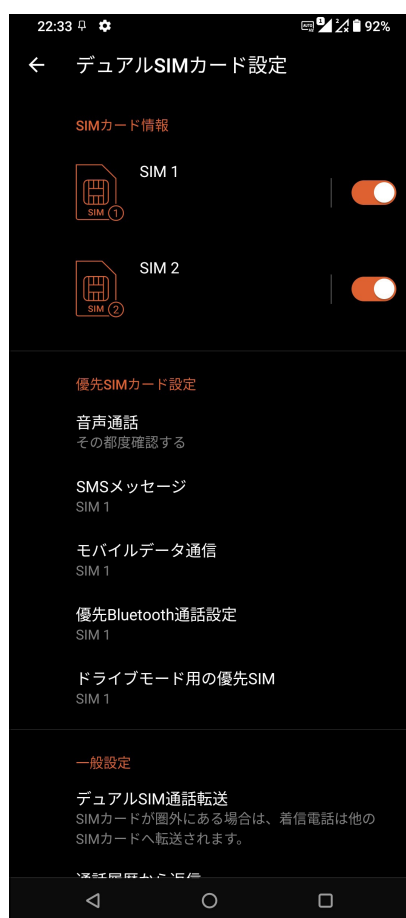 22:33 92%
デュアルSIMカード設定
SIMカード情報
SIM 1
SIM 1
SIM 2
SIM 2
優先SIMカード設定
音声通話
その都度確認する
SMSメッセージ
SIM 1
モバイルデータ通信
SIM 1
優先Bluetooth通話設定
SIM 1
ドライブモード用の優先SIM
SIM 1
一般設定
デュアルSIM通話転送
SIMカードが圏外にある場合は、着信電話は他の
SIMカードへ転送されます。
通話履歴から返信